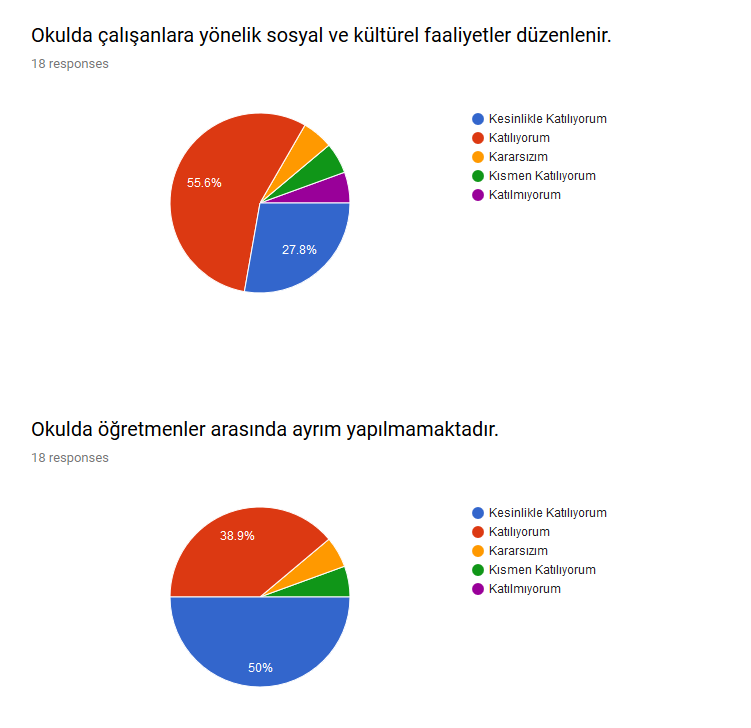 Okulda çalışanlara yönelik sosyal ve kültürel faaliyetler düzenlenir.
18 responses
Kesinlikle Katılıyorum
Katılıyorum
Kararsızım
Kısmen Katılıyorum
Katılmıyorum
55.6%
27.8%
Okulda öğretmenler arasında ayrım yapılmamaktadır.
18 responses
Kesinlikle Katılıyorum
Katılıyorum
Kararsızım
Kısmen Katılıyorum
Katılmıyorum
38.9%
50%